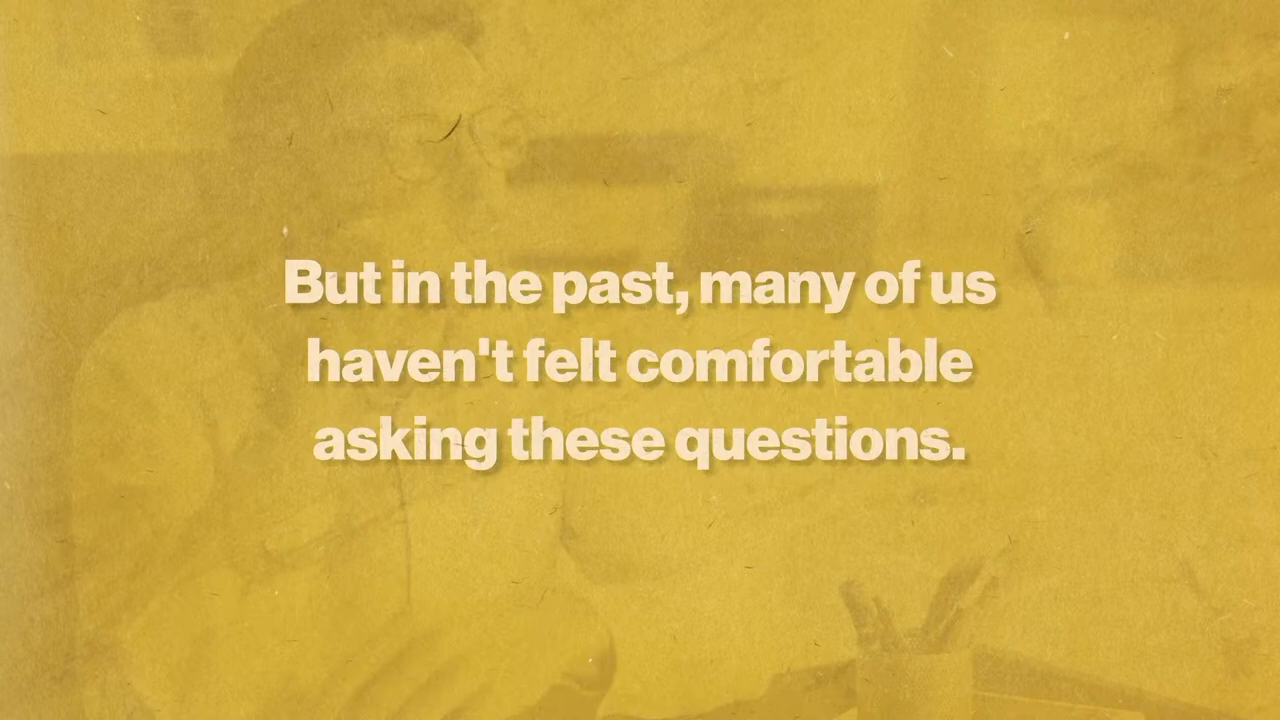 But in the past, many of us
haven't felt comfortable
asking these questions.